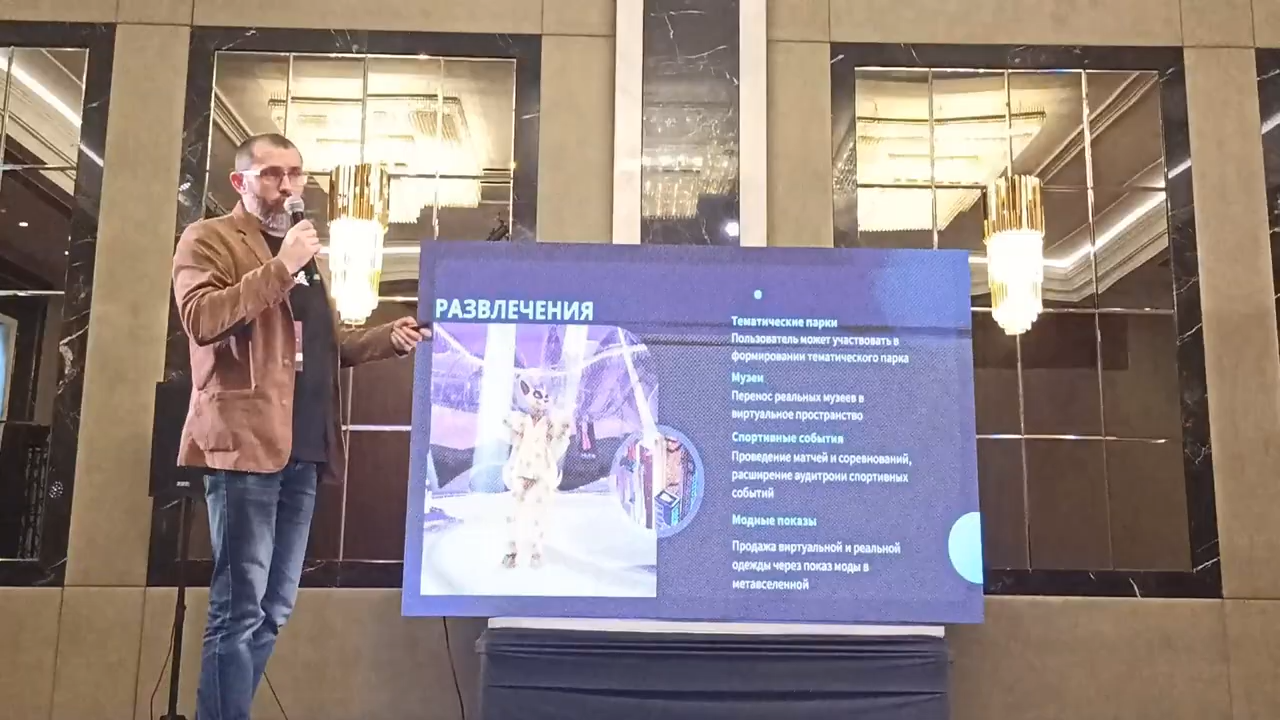 РАЗВЛЕЧЕНИЯ
Тематические парки
Пользователь может участвовать в
формировании тематического парка
Музеи
Перенос реальных музеев в
виртуальное пространство
Спортивные события
Проведение матчей и соревнований,
расширение аудитрони спортивных
событий
Модные показы
Продажа виртуальной и реальной
одежды через показ моды в
метавселенной